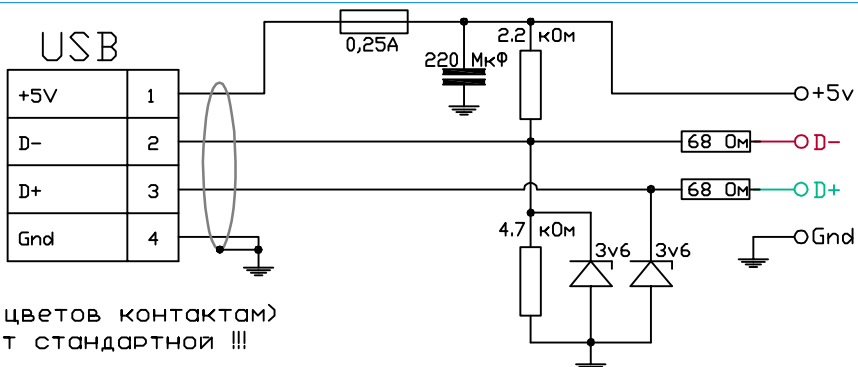 USB
0,25А
2.2 кОм
220 МкФ
+5V 1
+5v
D- 2
68 Ом D-
D+ 3
68 Ом D+
Gnd 4
Gnd
4.7 кОм
3v6 3v6
цветов контактам)
т стандартной !!!